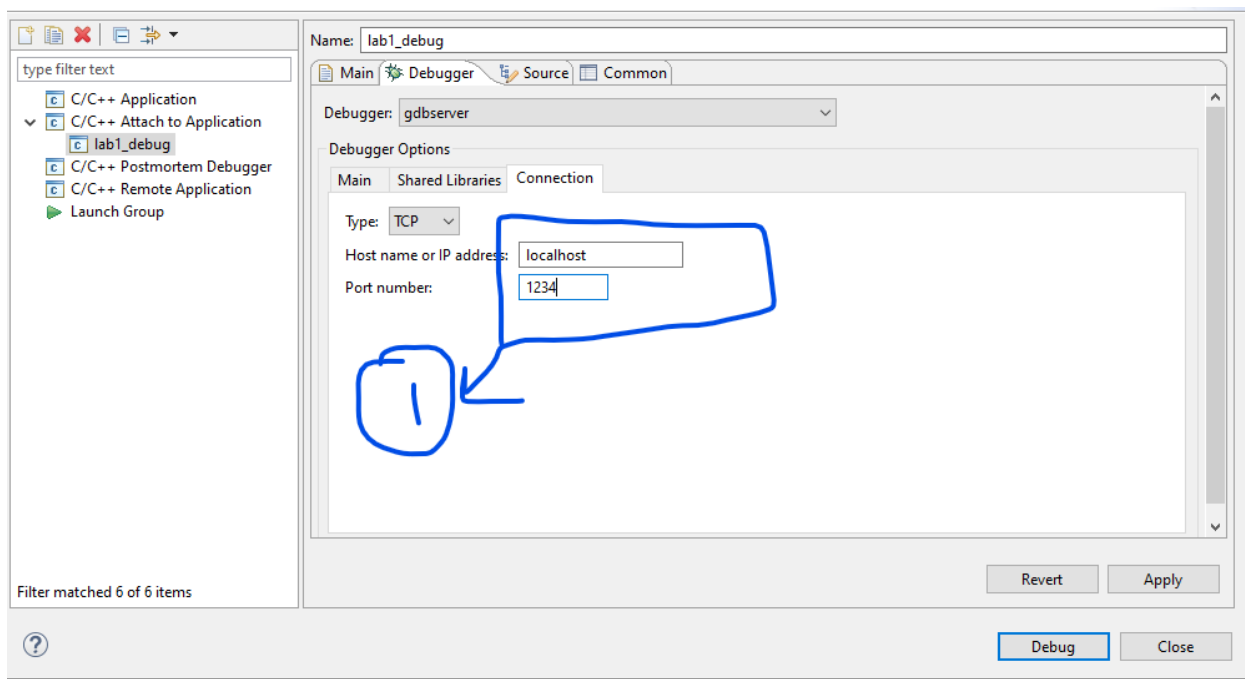 Name: lab1_debug
type filter text
C/C++ Application
C/C++ Attach to Application
lab1_debug
C/C++ Postmortem Debugger
C/C++ Remote Application
Launch Group
Filter matched 6 of 6 items
Main Debugger Source Common
Debugger: gdbserver
Debugger Options
Main Shared Libraries Connection
Type: TCP
Host name or IP address: localhost
Port number: 1234
1
Revert Apply
? Debug Close